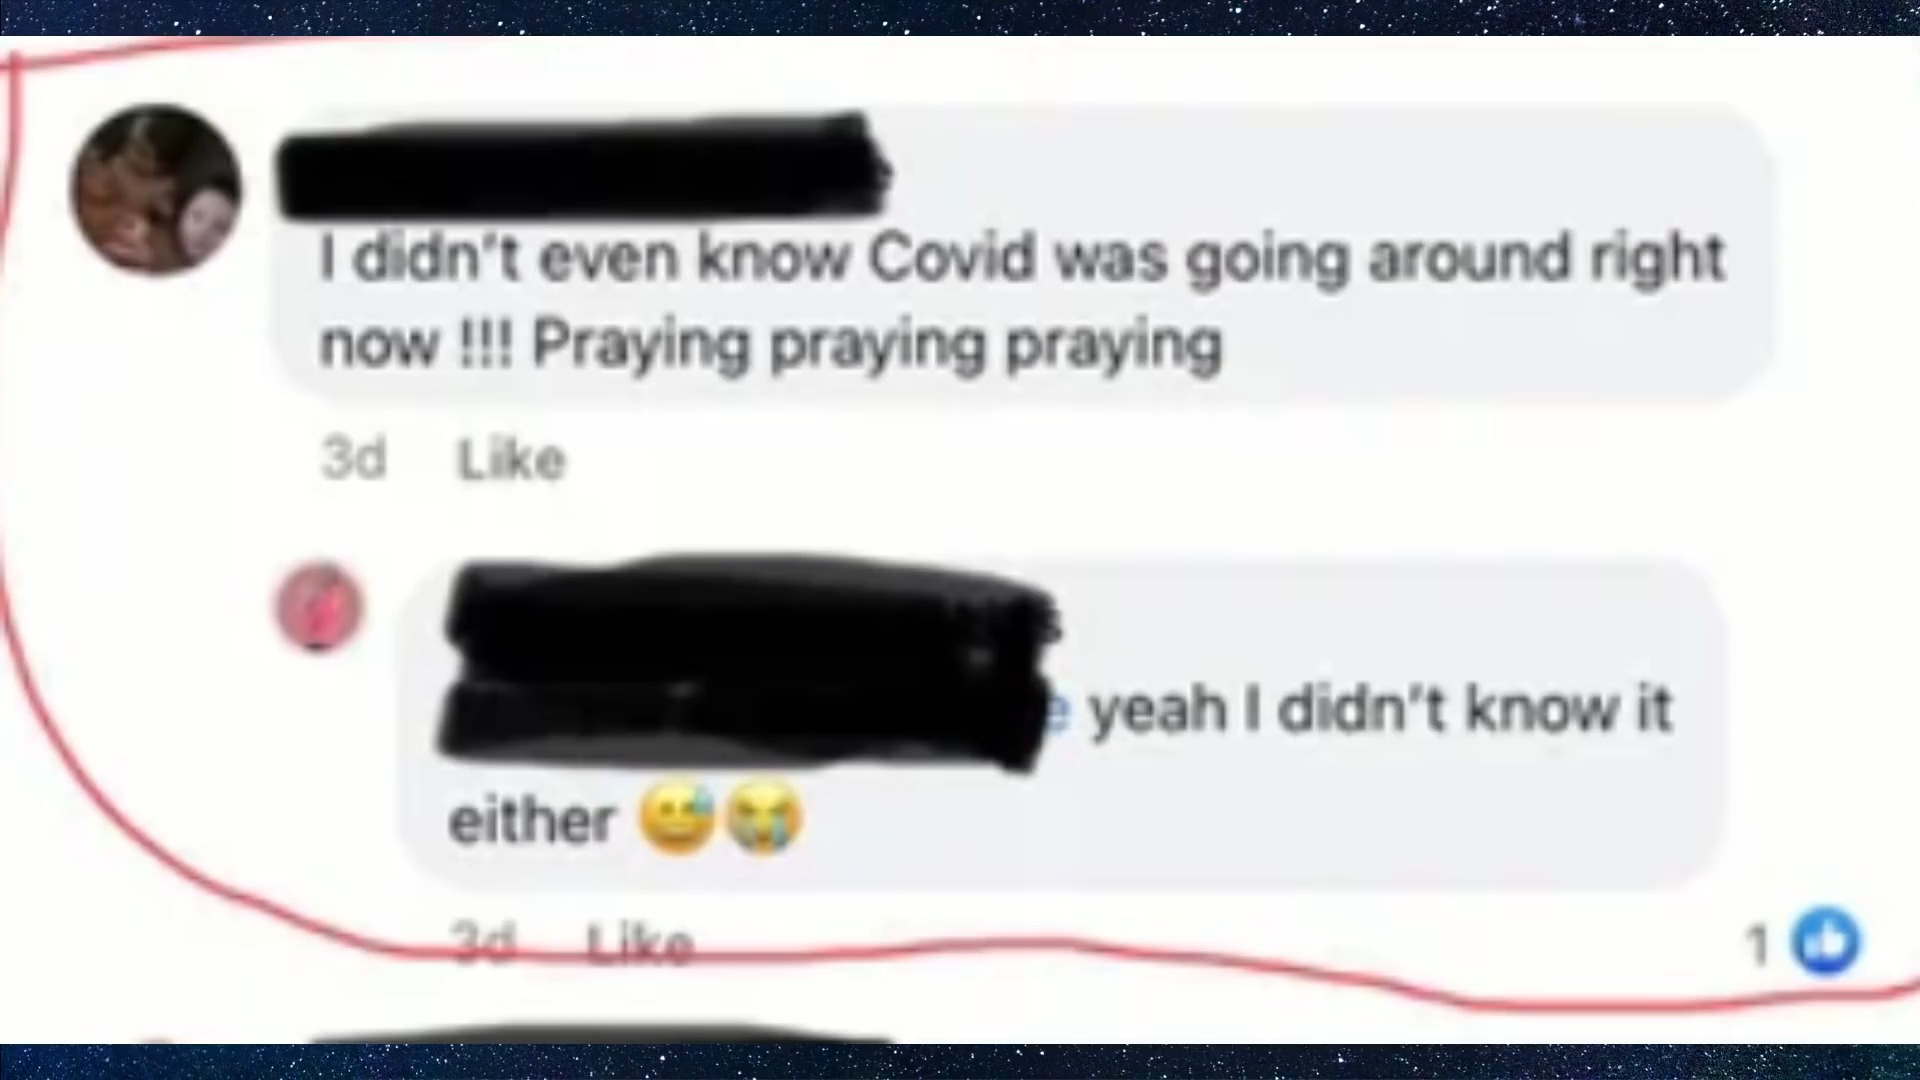 I didn't even know Covid was going around right
now !!! Praying praying praying
3d Like
yeah I didn't know it
either 😅😭
3d Like
1